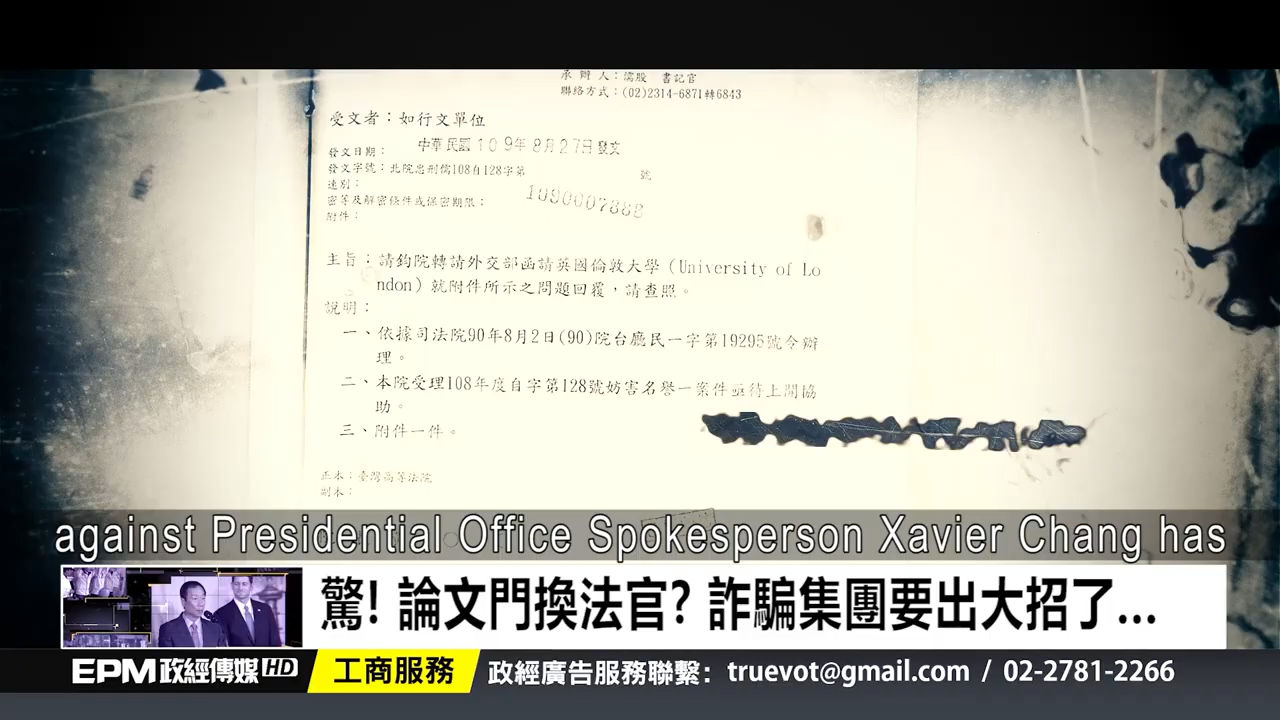 承辦人：儒股 書記官
聯絡方式：(02)2314-6871轉6843
受文者：如行文單位
發文日期：中華民國109年8月27日發文
發文字號：北院忠刑儒108自128字第 號
1090007888
速別：
密等及解密條件或保密期限：
附件：
主旨：請鈞院轉請外交部函請英國倫敦大學（University of Lo
ndon）就附件所示之問題回覆，請查照。
說明：
一、依據司法院90年8月2日(90)院台廳民一字第19295號令辦
理。
二、本院受理108年度自字第128號妨害名譽一案件亟待上開協
助。
三、附件一件。
正本：臺灣高等法院
副本：
against Presidential Office Spokesperson Xavier Chang has
驚! 論文門換法官? 詐騙集團要出大招了...
EPM政經傳媒HD 工商服務 政經廣告服務聯繫：truevot@gmail.com / 02-2781-2266